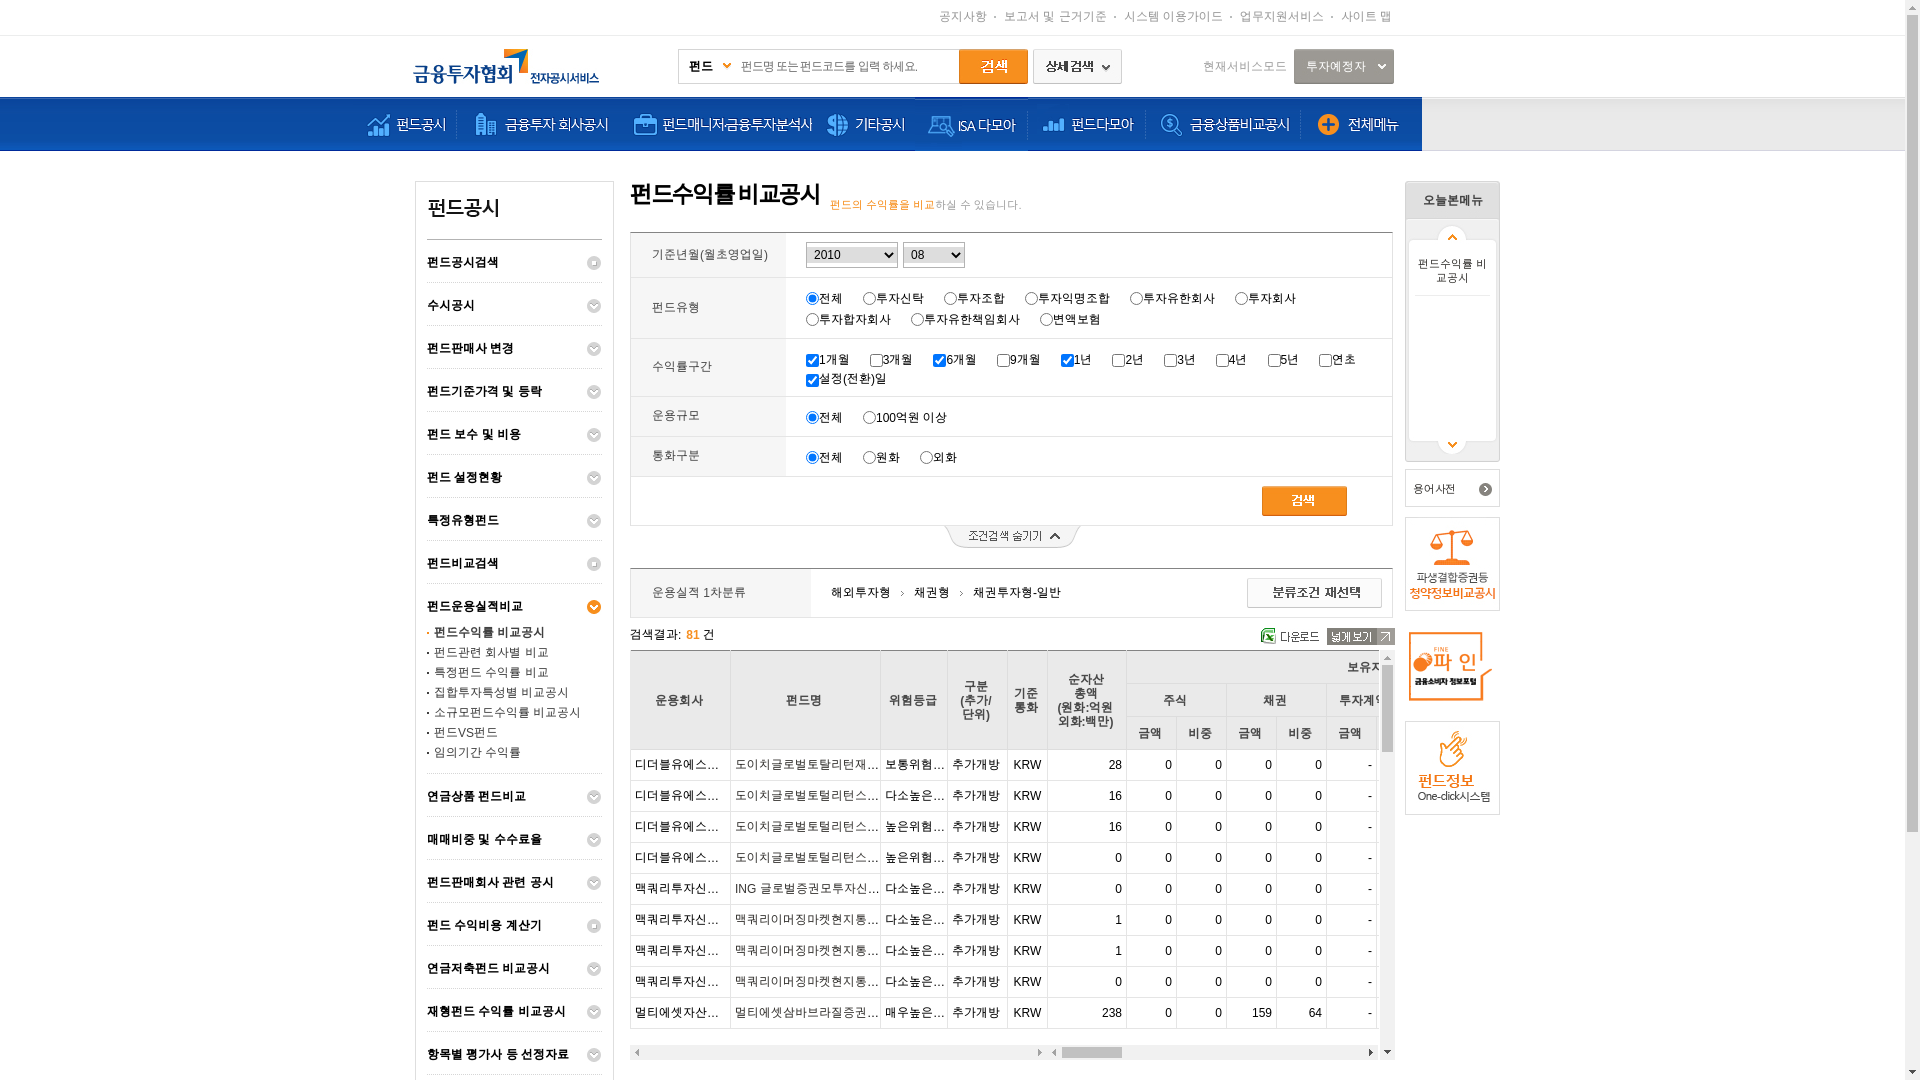 공지사항 · 보고서 및 근거기준 · 시스템 이용가이드 · 업무지원서비스 · 사이트 맵
금융투자협회 전자공시서비스
펀드 펀드명 또는 펀드코드를 입력 하세요. 검색 상세검색
현재서비스모드 투자예정자
펀드공시 금융투자 회사공시 펀드매니저·금융투자분석사 기타공시 ISA 다모아 펀드다모아 금융상품비교공시 전체메뉴
펀드공시
펀드공시검색
수시공시
펀드판매사 변경
펀드기준가격 및 등락
펀드 보수 및 비용
펀드 설정현황
특정유형펀드
펀드비교검색
펀드운용실적비교
펀드수익률 비교공시
펀드관련 회사별 비교
특정펀드 수익률 비교
집합투자특성별 비교공시
소규모펀드수익률 비교공시
펀드VS펀드
임의기간 수익률
연금상품 펀드비교
매매비중 및 수수료율
펀드판매회사 관련 공시
펀드 수익비용 계산기
연금저축펀드 비교공시
재형펀드 수익률 비교공시
항목별 평가사 등 선정자료
펀드수익률 비교공시 펀드의 수익률을 비교하실 수 있습니다.
기준년월(월초영업일) 2010 08
펀드유형 전체 투자신탁 투자조합 투자익명조합 투자유한회사 투자회사
투자합자회사 투자유한책임회사 변액보험
수익률구간 1개월 3개월 6개월 9개월 1년 2년 3년 4년 5년 연초
설정(전환)일
운용규모 전체 100억원 이상
통화구분 전체 원화 외화
검색
조건검색 숨기기
운용실적 1차분류 해외투자형 채권형 채권투자형-일반 분류조건 재선택
검색결과: 81 건 다운로드 넓게보기
운용회사 펀드명 위험등급 구분 (추가/ 단위) 기준 통화 순자산 총액 (원화:억원 외화:백만) 보유자
주식 채권 투자계약
금액 비중 금액 비중 금액
디더블유에스... 도이치글로벌토탈리턴재... 보통위험... 추가개방 KRW 28 0 0 0 0 -
디더블유에스... 도이치글로벌토털리턴스... 다소높은... 추가개방 KRW 16 0 0 0 0 -
디더블유에스... 도이치글로벌토털리턴스... 높은위험... 추가개방 KRW 16 0 0 0 0 -
디더블유에스... 도이치글로벌토털리턴스... 높은위험... 추가개방 KRW 0 0 0 0 0 -
맥쿼리투자신... ING 글로벌증권모투자신... 다소높은... 추가개방 KRW 0 0 0 0 0 -
맥쿼리투자신... 맥쿼리이머징마켓현지통... 다소높은... 추가개방 KRW 1 0 0 0 0 -
맥쿼리투자신... 맥쿼리이머징마켓현지통... 다소높은... 추가개방 KRW 1 0 0 0 0 -
맥쿼리투자신... 맥쿼리이머징마켓현지통... 다소높은... 추가개방 KRW 0 0 0 0 0 -
멀티에셋자산... 멀티에셋삼바브라질증권... 매우높은... 추가개방 KRW 238 0 0 159 64 -
오늘본메뉴
펀드수익률 비
교공시
용어사전
파생결합증권등
청약정보비교공시
FINE
파인
금융소비자 정보포털
펀드정보
One-click시스템